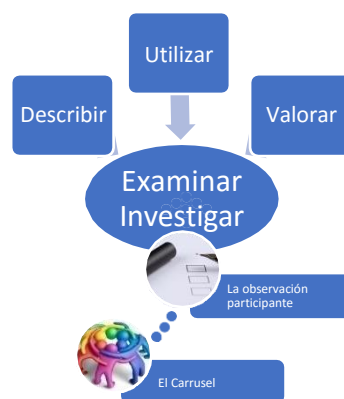 Utilizar
Describir
Valorar
Examinar
Investigar
La observación
participante
El Carrusel